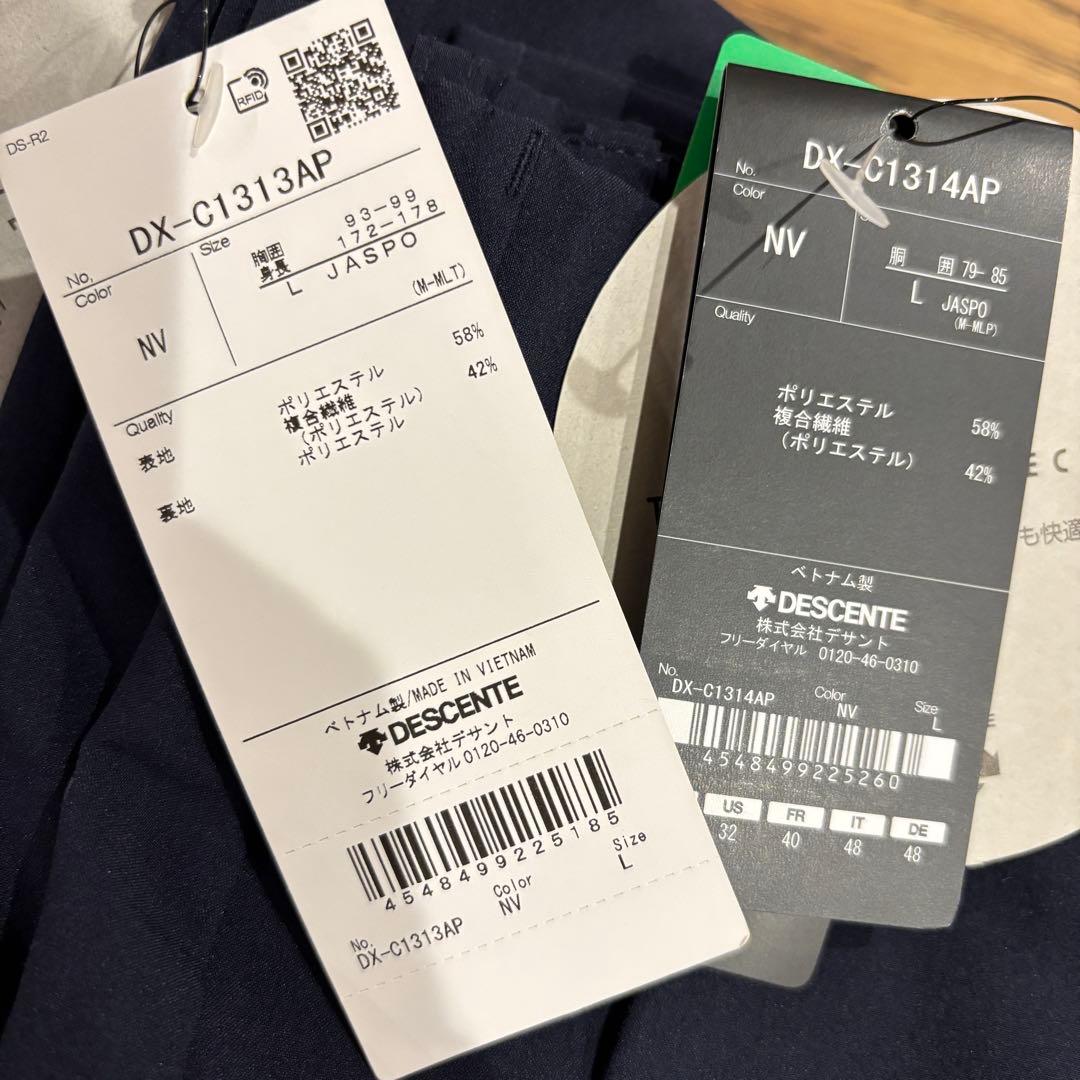 DS-R2
RFID
No.
DX-C1313AP
Color
Size
NV
胸囲 93-99
身長 172-178
L JASPO
(M-MLT)
Quality
表地
ポリエステル 58%
複合繊維 42%
(ポリエステル)
裏地
ポリエステル
ベトナム製/MADE IN VIETNAM
DESCENTE
株式会社デサント
フリーダイヤル 0120-46-0310
4548499225185
No.
DX-C1313AP
Color
NV
Size
L
No.
DX-C1314AP
Color
NV
胴 囲 79- 85
L JASPO
(M-MLP)
Quality
ポリエステル 58%
複合繊維
(ポリエステル) 42%
ベトナム製
DESCENTE
株式会社デサント
フリーダイヤル 0120-46-0310
No.
DX-C1314AP
Color
NV
Size
L
4548499225260
US FR IT DE
32 40 48 48
も快適